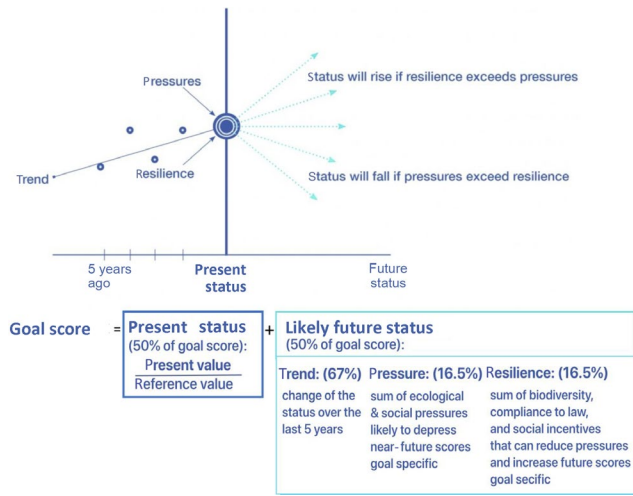 Pressures
Status will rise if resilience exceeds pressures
Trend
Resilience
Status will fall if pressures exceed resilience
5 years
ago
Present
status
Future
status
Goal score = Present status + Likely future status
(50% of goal score):
(50% of goal score):
Present value
Reference value
Trend: (67%) Pressure: (16.5%) Resilience: (16.5%)
change of the
status over the
last 5 years
sum of ecological
& social pressures
likely to depress
near-future scores
goal specific
sum of biodiversity,
compliance to law,
and social incentives
that can reduce pressures
and increase future scores
goal secific